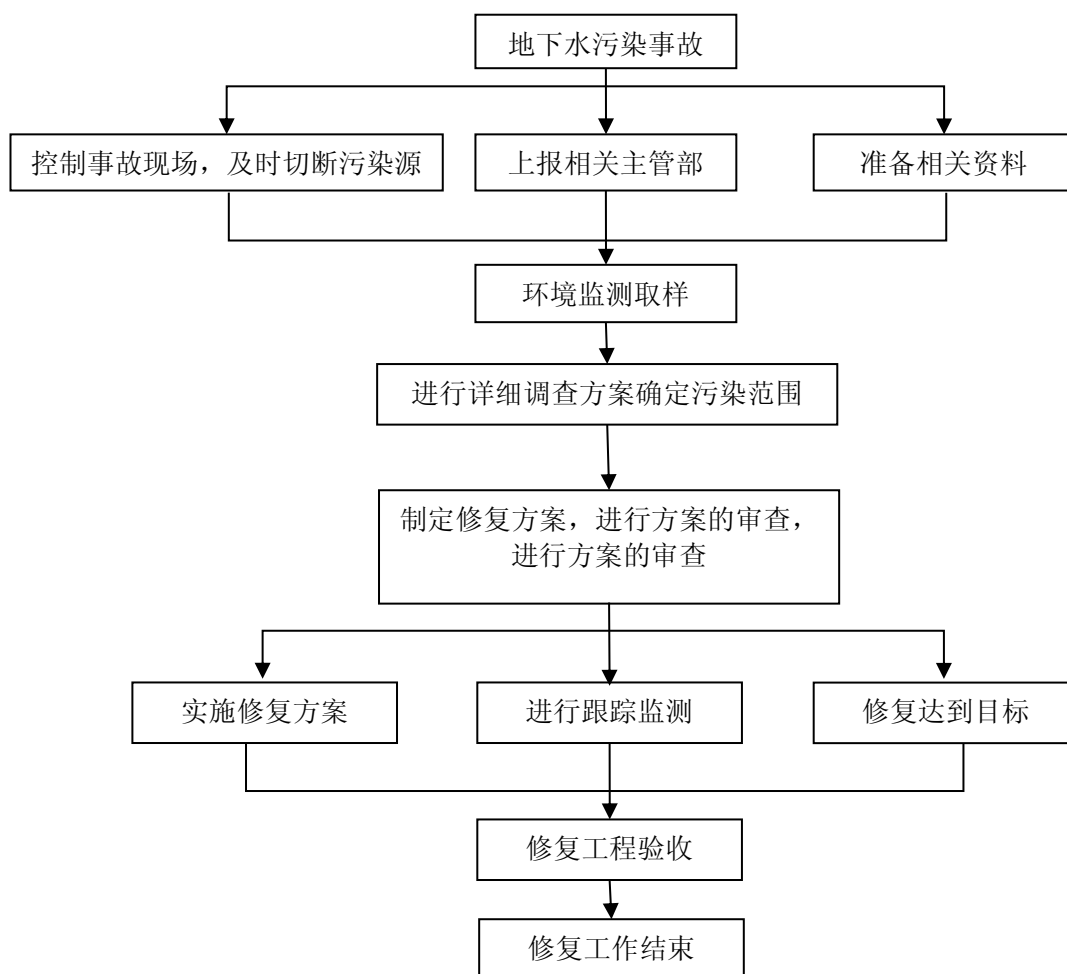 地下水污染事故
控制事故现场，及时切断污染源
上报相关主管部
准备相关资料
环境监测取样
进行详细调查方案确定污染范围
制定修复方案，进行方案的审查，
进行方案的审查
实施修复方案
进行跟踪监测
修复达到目标
修复工程验收
修复工作结束